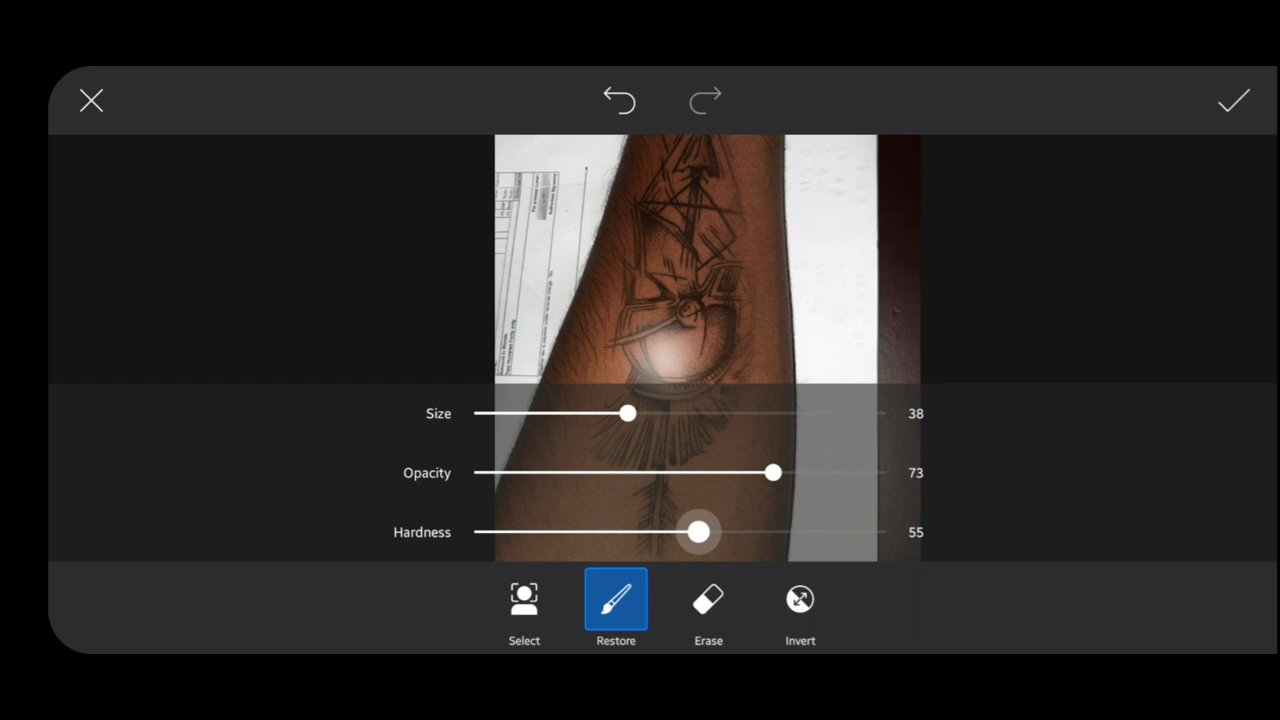 Size
38
Opacity
73
Hardness
55
Select
Restore
Erase
Invert